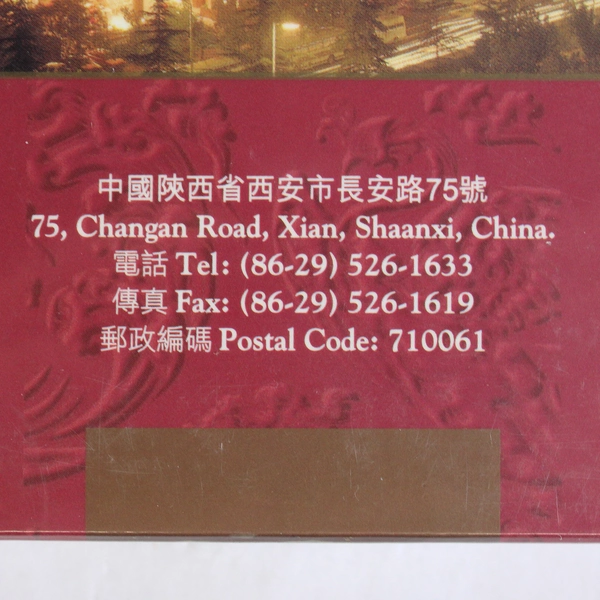 中國陝西省西安市長安路75號
75, Changan Road, Xian, Shaanxi, China.
電話 Tel: (86-29) 526-1633
傳真 Fax: (86-29) 526-1619
郵政編碼 Postal Code: 710061